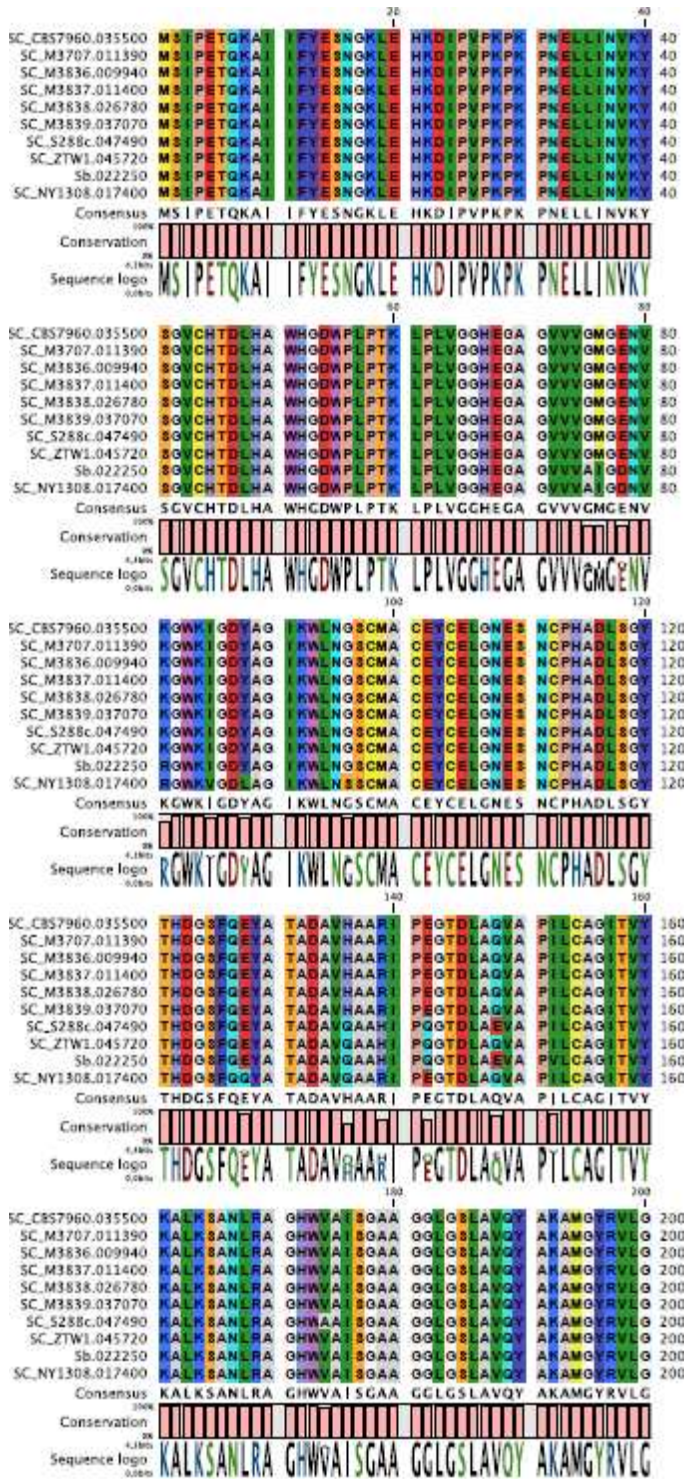 20 40
SC_CBS7960.035500 MSIPETQKAI IFYESNGKLE HKDIPVPKPK PNELLINVKY 40
SC_M3707.011390 MSIPETQKAI IFYESNGKLE HKDIPVPKPK PNELLINVKY 40
SC_M3836.009940 MSIPETQKAI IFYESNGKLE HKDIPVPKPK PNELLINVKY 40
SC_M3837.011400 MSIPETQKAI IFYESNGKLE HKDIPVPKPK PNELLINVKY 40
SC_M3838.026780 MSIPETQKAI IFYESNGKLE HKDIPVPKPK PNELLINVKY 40
SC_M3839.037070 MSIPETQKAI IFYESNGKLE HKDIPVPKPK PNELLINVKY 40
SC_S288c.047490 MSIPETQKAI IFYESNGKLE HKDIPVPKPK PNELLINVKY 40
SC_ZTW1.045720 MSIPETQKAI IFYESNGKLE HKDIPVPKPK PNELLINVKY 40
Sb.022250 MSIPETQKAI IFYESNGKLE HKDIPVPKPK PNELLINVKY 40
SC_NY1308.017400 MSIPETQKAI IFYESNGKLE HKDIPVPKPK PNELLINVKY 40
Consensus MSIPETQKAI IFYESNGKLE HKDIPVPKPK PNELLINVKY
100%
Conservation
0%
Sequence logo MSIPETQKAI IFYESNGKLE HKDIPVPKPK PNELLINVKY
60 80
SC_CBS7960.035500 SGVCHTDLHA WHGDWPLPTK LPLVGGHEGA GVVVGMGENV 80
SC_M3707.011390 SGVCHTDLHA WHGDWPLPTK LPLVGGHEGA GVVVGMGENV 80
SC_M3836.009940 SGVCHTDLHA WHGDWPLPTK LPLVGGHEGA GVVVGMGENV 80
SC_M3837.011400 SGVCHTDLHA WHGDWPLPTK LPLVGGHEGA GVVVGMGENV 80
SC_M3838.026780 SGVCHTDLHA WHGDWPLPTK LPLVGGHEGA GVVVGMGENV 80
SC_M3839.037070 SGVCHTDLHA WHGDWPLPTK LPLVGGHEGA GVVVGMGENV 80
SC_S288c.047490 SGVCHTDLHA WHGDWPLPTK LPLVGGHEGA GVVVGMGENV 80
SC_ZTW1.045720 SGVCHTDLHA WHGDWPLPTK LPLVGGHEGA GVVVGMGENV 80
Sb.022250 SGVCHTDLHA WHGDWPLPTK LPLVGGHEGA GVVVAIGDNV 80
SC_NY1308.017400 SGVCHTDLHA WHGDWPLPTK LPLVGGHEGA GVVVGMGENV 80
Consensus SGVCHTDLHA WHGDWPLPTK LPLVGGHEGA GVVVGMGENV
100%
Conservation
0%
Sequence logo SGVCHTDLHA WHGDWPLPTK LPLVGGHEGA GVVVGMGENV
100 120
SC_CBS7960.035500 KGWKIGDYAG IKWLNGSCMA CEYCELGNES NCPHADLSGY 120
SC_M3707.011390 KGWKIGDYAG IKWLNGSCMA CEYCELGNES NCPHADLSGY 120
SC_M3836.009940 KGWKIGDYAG IKWLNGSCMA CEYCELGNES NCPHADLSGY 120
SC_M3837.011400 KGWKIGDYAG IKWLNGSCMA CEYCELGNES NCPHADLSGY 120
SC_M3838.026780 KGWKIGDYAG IKWLNGSCMA CEYCELGNES NCPHADLSGY 120
SC_M3839.037070 KGWKIGDYAG IKWLNGSCMA CEYCELGNES NCPHADLSGY 120
SC_S288c.047490 KGWKIGDYAG IKWLNGSCMA CEYCELGNES NCPHADLSGY 120
SC_ZTW1.045720 KGWKIGDYAG IKWLNGSCMA CEYCELGNES NCPHADLSGY 120
Sb.022250 RGWKIGDYAG IKWLNGSCMA CEYCELGNES NCPHADLSGY 120
SC_NY1308.017400 RGWKVGDLAG IKWLNSSCMA CEYCELGNES NCPHADLSGY 120
Consensus KGWKIGDYAG IKWLNGSCMA CEYCELGNES NCPHADLSGY
100%
Conservation
0%
Sequence logo RGWKIGDYAG IKWLNGSCMA CEYCELGNES NCPHADLSGY
140 160
SC_CBS7960.035500 THDGSFQEYA TADAVHAARI PEGTDLAQVA PILCAGITVY 160
SC_M3707.011390 THDGSFQEYA TADAVHAARI PEGTDLAQVA PILCAGITVY 160
SC_M3836.009940 THDGSFQEYA TADAVHAARI PEGTDLAQVA PILCAGITVY 160
SC_M3837.011400 THDGSFQEYA TADAVHAARI PEGTDLAQVA PILCAGITVY 160
SC_M3838.026780 THDGSFQEYA TADAVHAARI PEGTDLAQVA PILCAGITVY 160
SC_M3839.037070 THDGSFQEYA TADAVHAARI PEGTDLAQVA PILCAGITVY 160
SC_S288c.047490 THDGSFQEYA TADAVQAAHI PQGTDLAEVA PILCAGITVY 160
SC_ZTW1.045720 THDGSFQEYA TADAVQAAHI PQGTDLAQVA PILCAGITVY 160
Sb.022250 THDGSFQEYA TADAVQAAHI PQGTDLAEVA PVLCAGITVY 160
SC_NY1308.017400 THDGSFQQYA TADAVHAARI PEGTDLAQVA PILCAGITVY 160
Consensus THDGSFQEYA TADAVHAARI PEGTDLAQVA PILCAGITVY
100%
Conservation
0%
Sequence logo THDGSFQEYA TADAVHAARI PEGTDLAQVA PILCAGITVY
180 200
SC_CBS7960.035500 KALKSANLRA GHWVAISGAA GGLGSLAVQY AKAMGYRVLG 200
SC_M3707.011390 KALKSANLRA GHWVAISGAA GGLGSLAVQY AKAMGYRVLG 200
SC_M3836.009940 KALKSANLRA GHWVAISGAA GGLGSLAVQY AKAMGYRVLG 200
SC_M3837.011400 KALKSANLRA GHWVAISGAA GGLGSLAVQY AKAMGYRVLG 200
SC_M3838.026780 KALKSANLRA GHWVAISGAA GGLGSLAVQY AKAMGYRVLG 200
SC_M3839.037070 KALKSANLRA GHWVAISGAA GGLGSLAVQY AKAMGYRVLG 200
SC_S288c.047490 KALKSANLRA GHWAAISGAA GGLGSLAVQY AKAMGYRVLG 200
SC_ZTW1.045720 KALKSANLRA GHWVAISGAA GGLGSLAVQY AKAMGYRVLG 200
Sb.022250 KALKSANLRA GHWVAISGAA GGLGSLAVQY AKAMGYRVLG 200
SC_NY1308.017400 KALKSANLRA GHWVAISGAA GGLGSLAVQY AKAMGYRVLG 200
Consensus KALKSANLRA GHWVAISGAA GGLGSLAVQY AKAMGYRVLG
100%
Conservation
0%
Sequence logo KALKSANLRA GHWVAISGAA GGLGSLAVQY AKAMGYRVLG